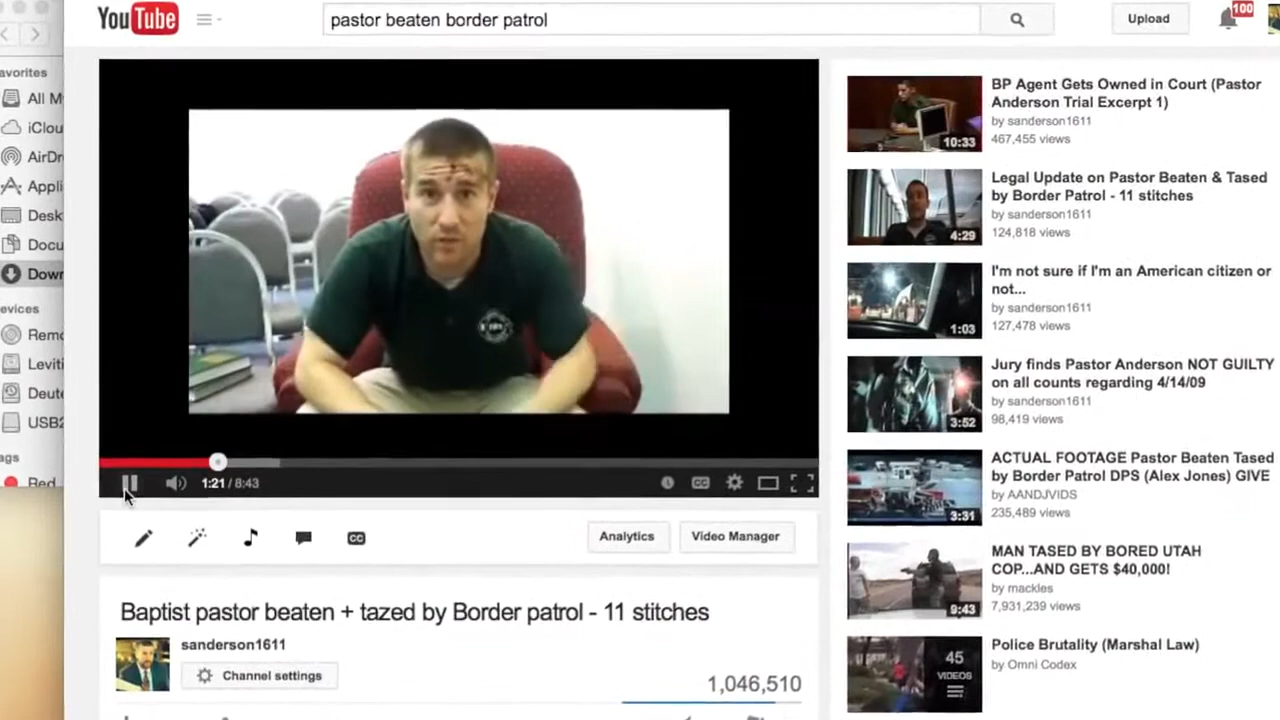 YouTube
pastor beaten border patrol
Upload
100
avorites
All M
iClou
AirDr
Appli
Desk
Docu
Down
evices
Remo
Leviti
Deute
USB2
ags
Red
1:21 / 8:43
CC
CC
Analytics
Video Manager
Baptist pastor beaten + tazed by Border patrol - 11 stitches
sanderson1611
Channel settings
1,046,510
10:33
BP Agent Gets Owned in Court (Pastor
Anderson Trial Excerpt 1)
by sanderson1611
467,455 views
4:29
Legal Update on Pastor Beaten & Tased
by Border Patrol - 11 stitches
by sanderson1611
124,818 views
1:03
I'm not sure if I'm an American citizen or
not...
by sanderson1611
127,478 views
3:52
Jury finds Pastor Anderson NOT GUILTY
on all counts regarding 4/14/09
by sanderson1611
98,419 views
3:31
ACTUAL FOOTAGE Pastor Beaten Tased
by Border Patrol DPS (Alex Jones) GIVE
by AANDJVIDS
235,489 views
9:43
MAN TASED BY BORED UTAH
COP...AND GETS $40,000!
by mackles
7,931,239 views
45
VIDEOS
Police Brutality (Marshal Law)
by Omni Codex